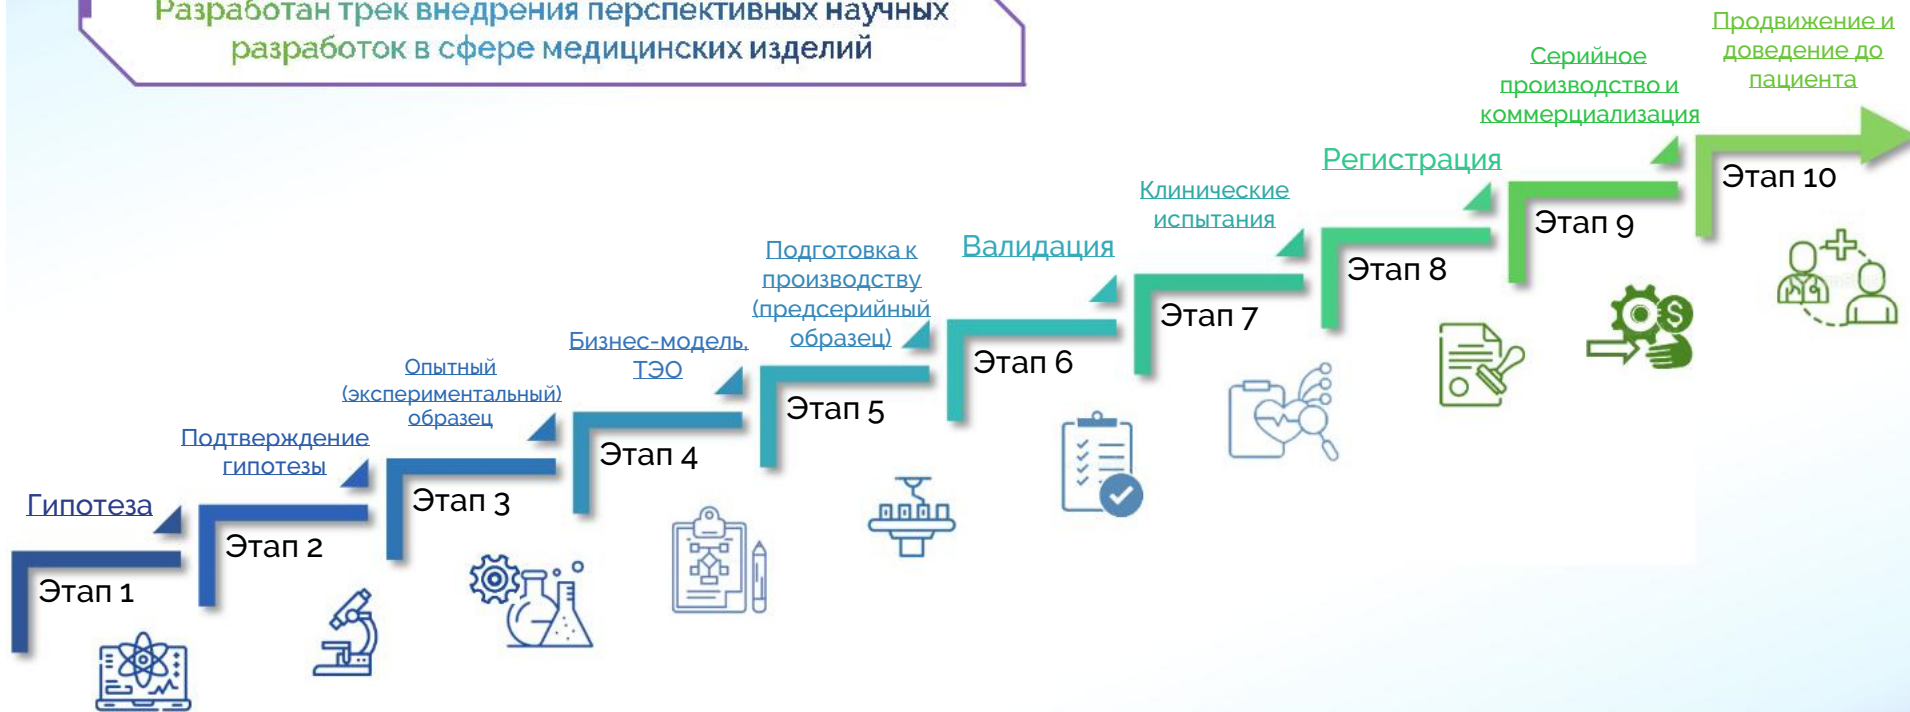 Разработан трек внедрения перспективных научных
разработок в сфере медицинских изделий
Гипотеза
Этап 1
Подтверждение
гипотезы
Этап 2
Опытный
(экспериментальный)
образец
Этап 3
Бизнес-модель,
ТЭО
Этап 4
Подготовка к
производству
(предсерийный
образец)
Этап 5
Валидация
Этап 6
Клинические
испытания
Этап 7
Регистрация
Этап 8
Серийное
производство и
коммерциализация
Этап 9
Продвижение и
доведение до
пациента
Этап 10